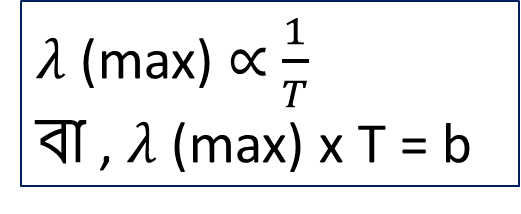 λ (max) ∝ 1/T
বা , λ (max) x T = b